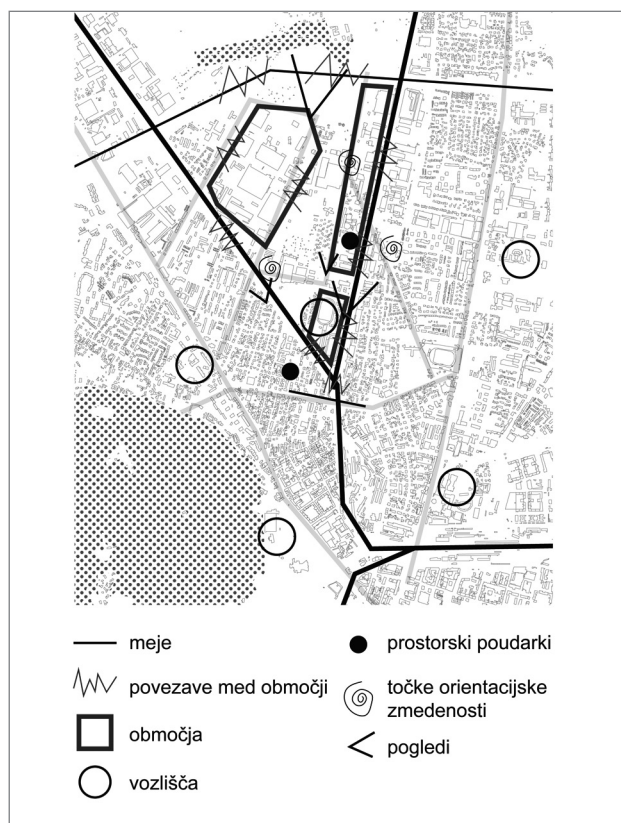 meje
povezave med območji
območja
vozlišča
prostorski poudarki
točke orientacijske
zmedenosti
pogledi